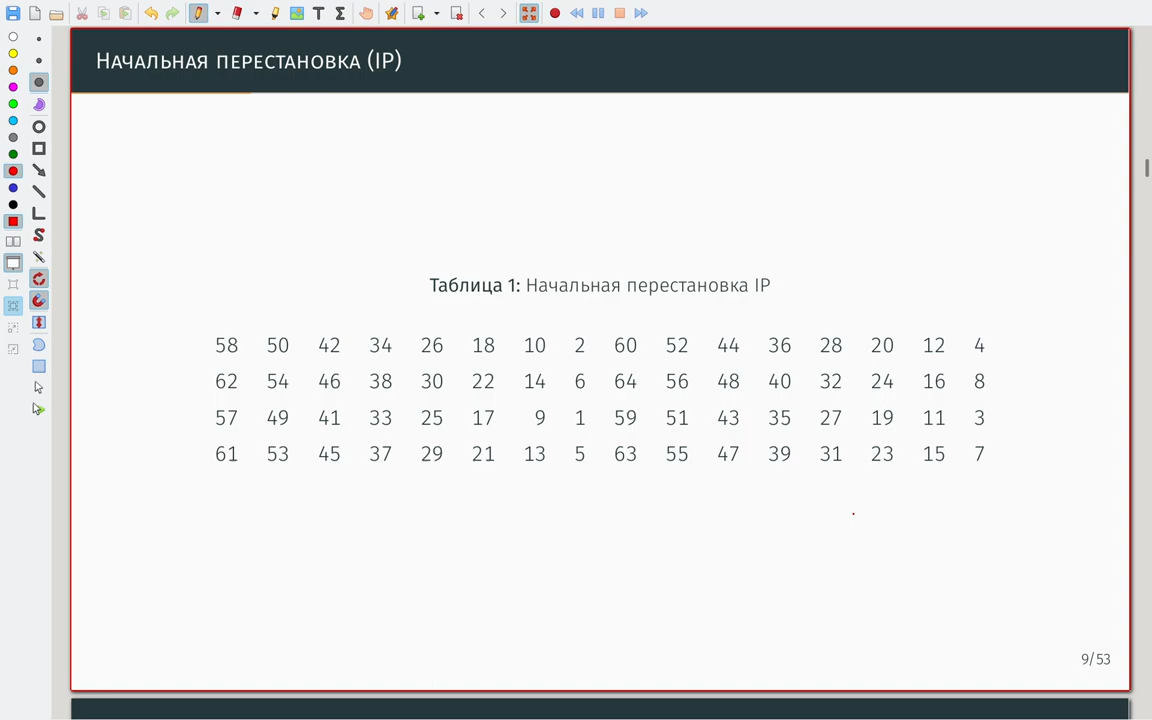 Начальная перестановка (IP)
Таблица 1: Начальная перестановка IP
58 50 42 34 26 18 10 2 60 52 44 36 28 20 12 4
62 54 46 38 30 22 14 6 64 56 48 40 32 24 16 8
57 49 41 33 25 17 9 1 59 51 43 35 27 19 11 3
61 53 45 37 29 21 13 5 63 55 47 39 31 23 15 7
9/53